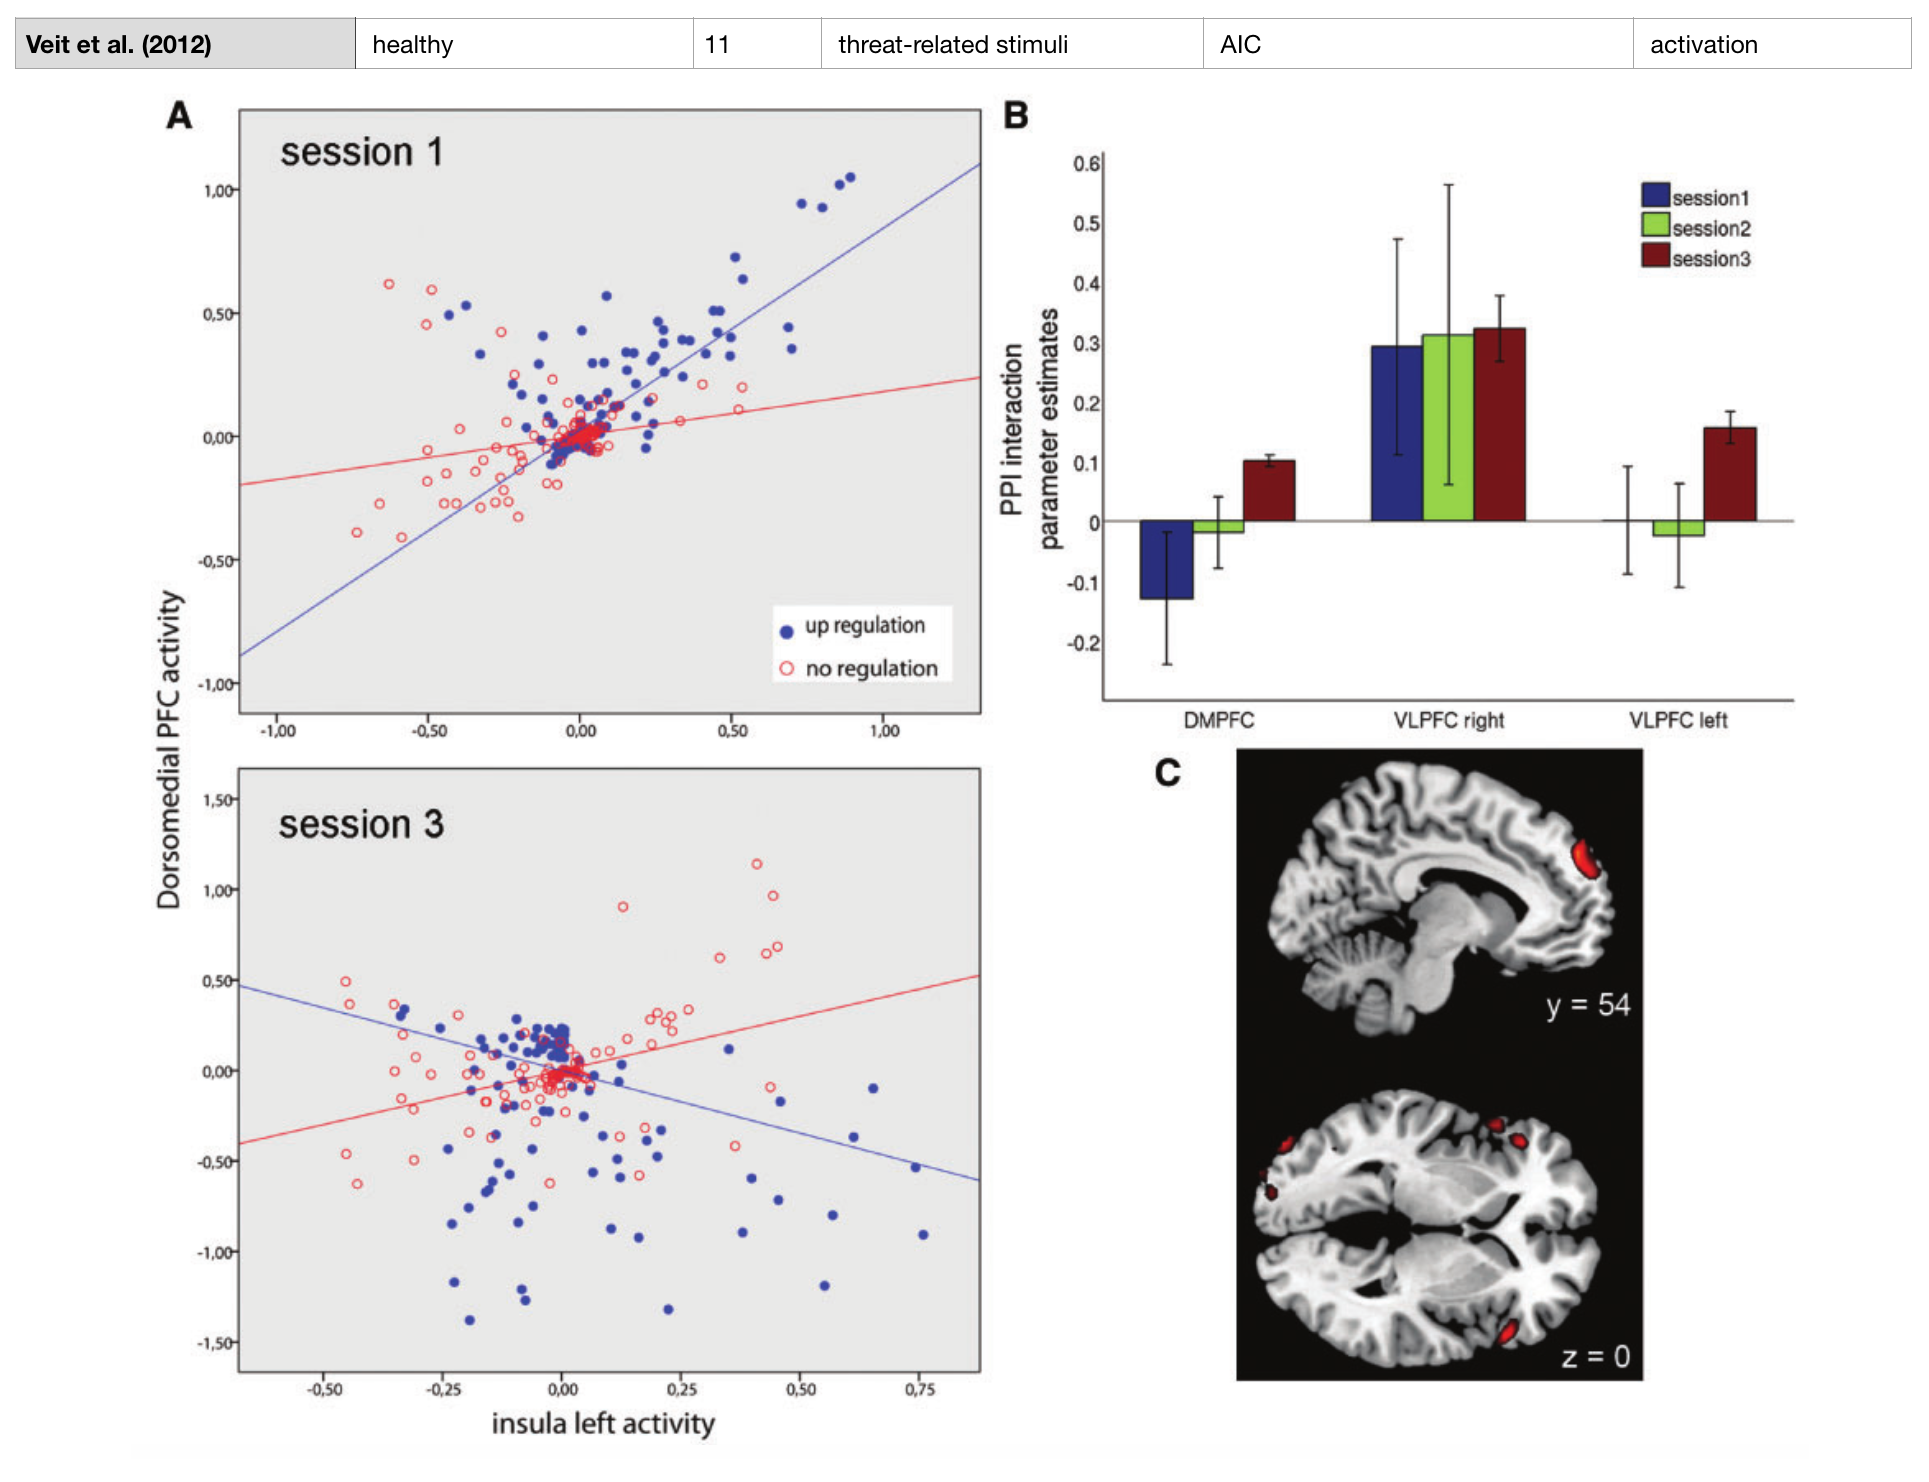 Veit et al. (2012) healthy 11 threat-related stimuli AIC activation
A
session 1
1,00
0,50
0,00
-0,50
-1,00
-1,00 -0,50 0,00 0,50 1,00
up regulation
no regulation
Dorsomedial PFC activity
session 3
1,50
1,00
0,50
0,00
-0,50
-1,00
-1,50
-0,50 -0,25 0,00 0,25 0,50 0,75
insula left activity
B
PPI interaction
parameter estimates
0.6
0.5
0.4
0.3
0.2
0.1
0
-0.1
-0.2
session1
session2
session3
DMPFC VLPFC right VLPFC left
C
y = 54
z = 0